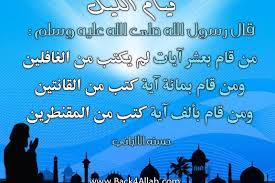 قيام الليل
قال رسول الله صلى الله عليه وسلم :
من قام بعشر آيات لم يكتب من الغافلين
ومن قام بمائة آية كتب من القانتين
ومن قام بألف آية كتب من المقنطرين
حسنه الألباني
www.Back4Allah.com